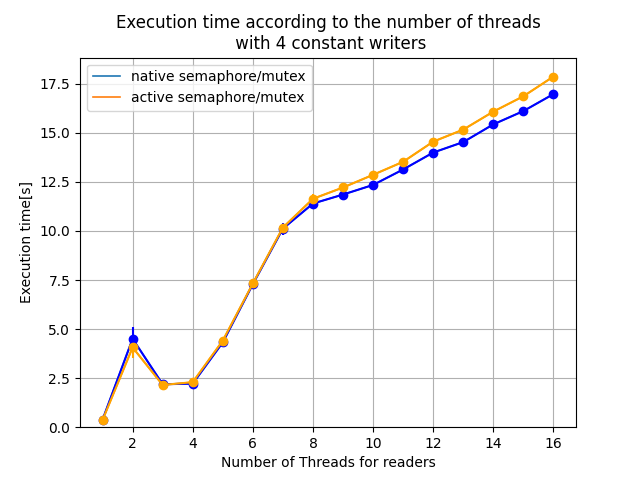 Execution time according to the number of threads
with 4 constant writers
native semaphore/mutex
active semaphore/mutex
Execution time[s]
17.5
15.0
12.5
10.0
7.5
5.0
2.5
0.0
2 4 6 8 10 12 14 16
Number of Threads for readers